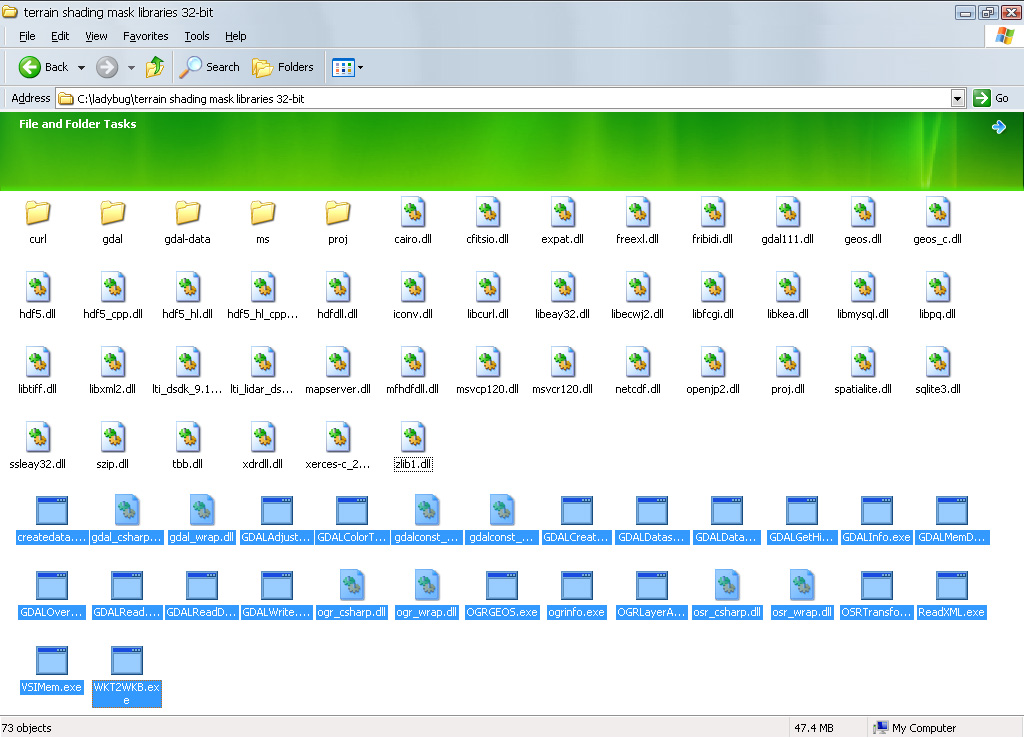 terrain shading mask libraries 32-bit
File Edit View Favorites Tools Help
Back Search Folders
Address C:\ladybug\terrain shading mask libraries 32-bit Go
File and Folder Tasks
curl gdal gdal-data ms proj cairo.dll cfitsio.dll expat.dll freexl.dll fribidi.dll gdal111.dll geos.dll geos_c.dll
hdf5.dll hdf5_cpp.dll hdf5_hl.dll hdf5_hl_cpp... hdfdll.dll iconv.dll libcurl.dll libeay32.dll libecwj2.dll libfcgi.dll libkea.dll libmysql.dll libpq.dll
libtiff.dll libxml2.dll lti_dsdk_9.1... lti_lidar_ds... mapserver.dll mfhdfdll.dll msvcp120.dll msvcr120.dll netcdf.dll openjp2.dll proj.dll spatialite.dll sqlite3.dll
ssleay32.dll szip.dll tbb.dll xdrdll.dll xerces-c_2... zlib1.dll
createdata.... gdal_csharp... gdal_wrap.dll GDALAdjust... GDALColorT... gdalconst_... gdalconst_... GDALCreat... GDALDatas... GDALData... GDALGetHi... GDALInfo.exe GDALMemD...
GDALOver... GDALRead.... GDALReadD... GDALWrite.... ogr_csharp.dll ogr_wrap.dll OGRGEOS.exe ogrinfo.exe OGRLayerA... osr_csharp.dll osr_wrap.dll OSRTransfo... ReadXML.exe
VSIMem.exe WKT2WKB.ex
e
73 objects 47.4 MB My Computer